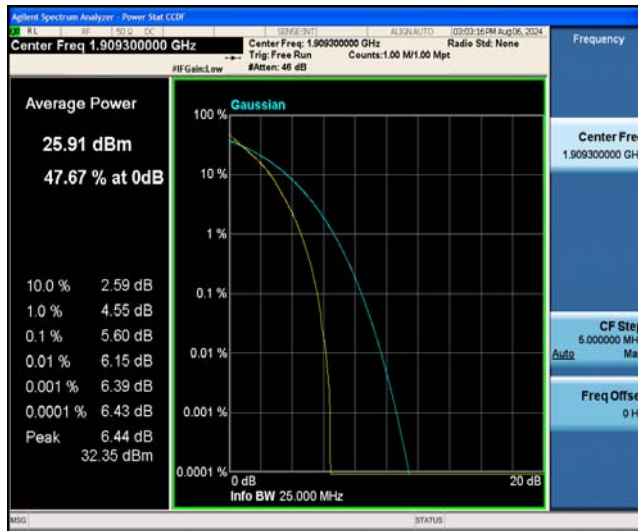 Agilent Spectrum Analyzer - Power Stat CCDF
RL RF 50 Ω DC SENSE:INT ALIGN AUTO 03:03:16 PM Aug 06, 2024
Center Freq 1.909300000 GHz
Center Freq: 1.909300000 GHz Radio Std: None
Trig: Free Run Counts:1.00 M/1.00 Mpt
#IFGain:Low #Atten: 46 dB
Frequency
Average Power
25.91 dBm
47.67 % at 0dB
10.0 % 2.59 dB
1.0 % 4.55 dB
0.1 % 5.60 dB
0.01 % 6.15 dB
0.001 % 6.39 dB
0.0001 % 6.43 dB
Peak 6.44 dB
32.35 dBm
Gaussian
100 %
10 %
1 %
0.1 %
0.01 %
0.001 %
0.0001 %
0 dB 20 dB
Info BW 25.000 MHz
Center Fre
1.909300000 GH
CF Ste
5.000000 MH
Auto Ma
Freq Offse
0 H
MSG STATUS